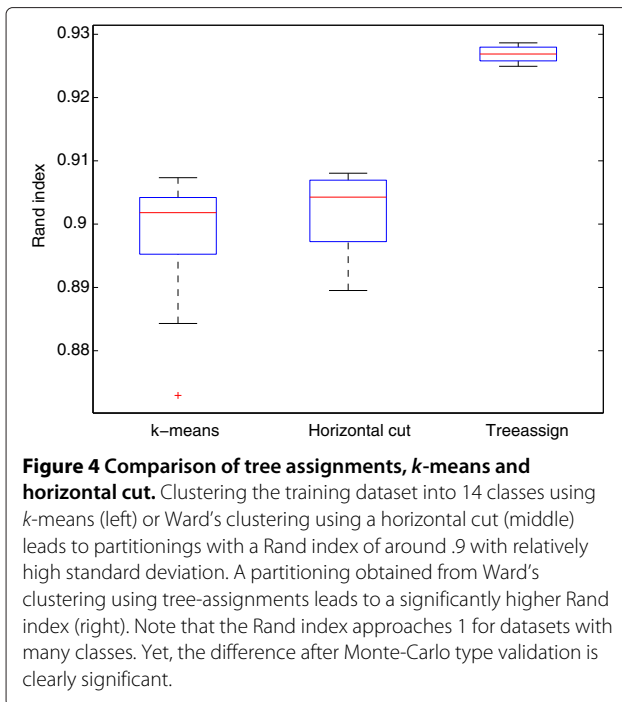 0.93
0.92
0.91
0.9
0.89
0.88
Rand index
k−means
Horizontal cut
Treeassign
Figure 4 Comparison of tree assignments, k-means and
horizontal cut. Clustering the training dataset into 14 classes using
k-means (left) or Ward's clustering using a horizontal cut (middle)
leads to partitionings with a Rand index of around .9 with relatively
high standard deviation. A partitioning obtained from Ward's
clustering using tree-assignments leads to a significantly higher Rand
index (right). Note that the Rand index approaches 1 for datasets with
many classes. Yet, the difference after Monte-Carlo type validation is
clearly significant.